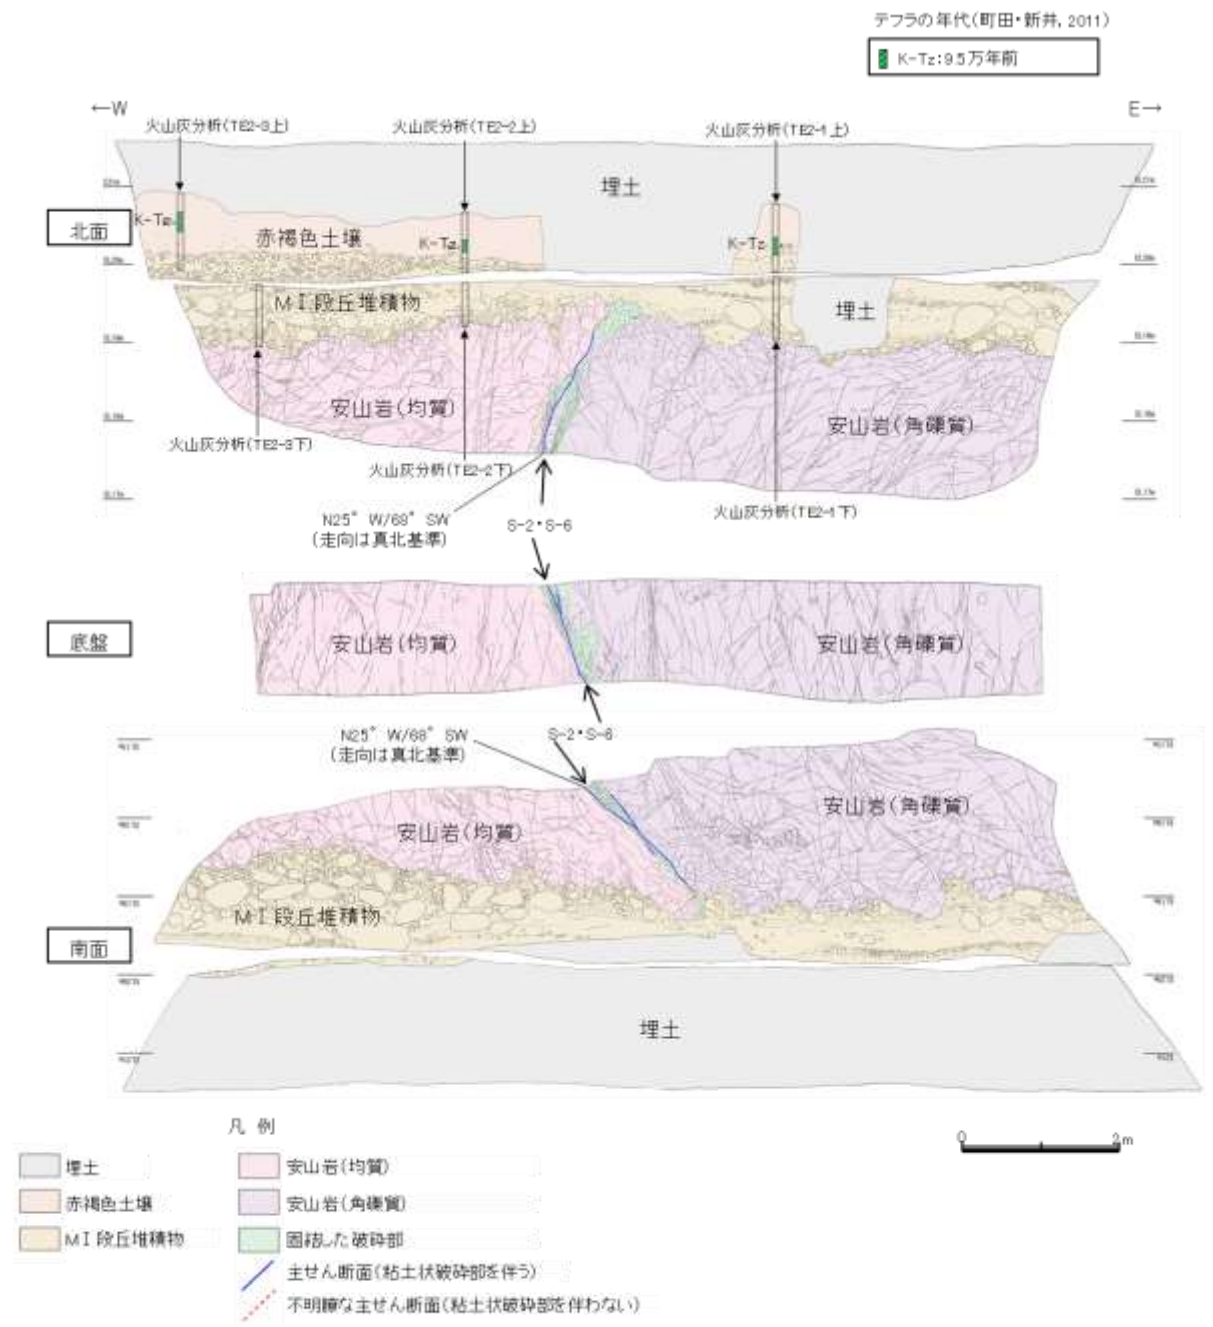 テフラの年代(町田・新井, 2011)
K-Tz:9.5万年前
←W
E→
火山灰分析(TE2-3上)
火山灰分析(TE2-2上)
火山灰分析(TE2-1上)
埋土
北面
K-Tz
赤褐色土壌
K-Tz
K-Tz
MⅠ段丘堆積物
埋土
安山岩(均質)
安山岩(角礫質)
火山灰分析(TE2-3下)
火山灰分析(TE2-2下)
火山灰分析(TE2-1下)
N25°W/68°SW
(走向は真北基準)
S-2・S-6
底盤
安山岩(均質)
安山岩(角礫質)
N25°W/68°SW
(走向は真北基準)
S-2・S-6
安山岩(角礫質)
安山岩(均質)
MⅠ段丘堆積物
南面
埋土
凡 例
0
2m
埋土
安山岩(均質)
赤褐色土壌
安山岩(角礫質)
MⅠ段丘堆積物
固結した破砕部
主せん断面(粘土状破砕部を伴う)
不明瞭な主せん断面(粘土状破砕部を伴わない)